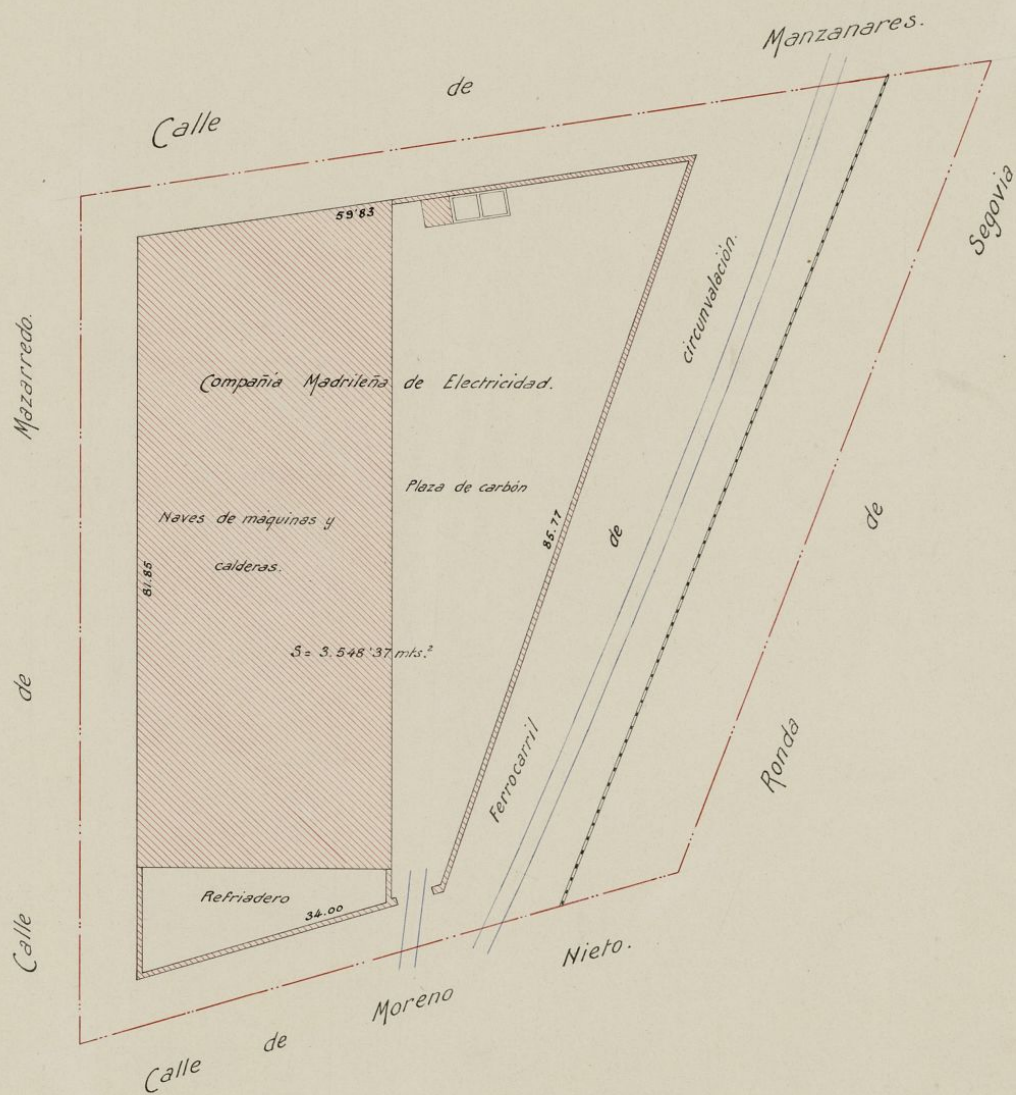 Calle de Manzanares.
59'83
Segovia
de
Ronda
circunvalación.
de
Ferrocarril
Mazarredo.
de
Calle
Compañia Madrileña de Electricidad.
Plaza de carbón
Naves de máquinas y
calderas.
81.85
85.77
S= 3.548'37 mts.²
Refriadero
34.00
Calle de Moreno Nieto.